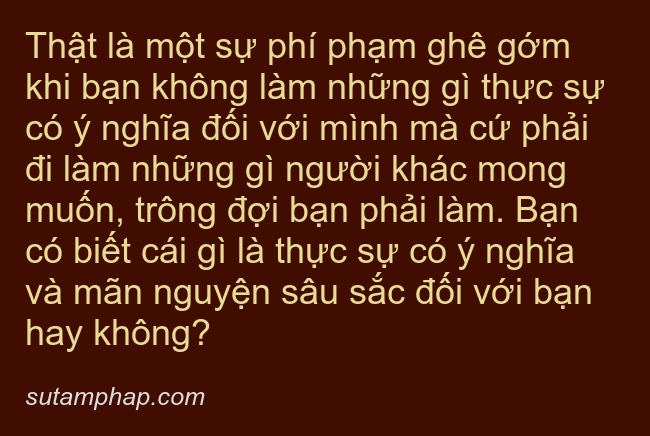 Thật là một sự phí phạm ghê gớm
khi bạn không làm những gì thực sự
có ý nghĩa đối với mình mà cứ phải
đi làm những gì người khác mong
muốn, trông đợi bạn phải làm. Bạn
có biết cái gì là thực sự có ý nghĩa
và mãn nguyện sâu sắc đối với bạn
hay không?
sutamphap.com